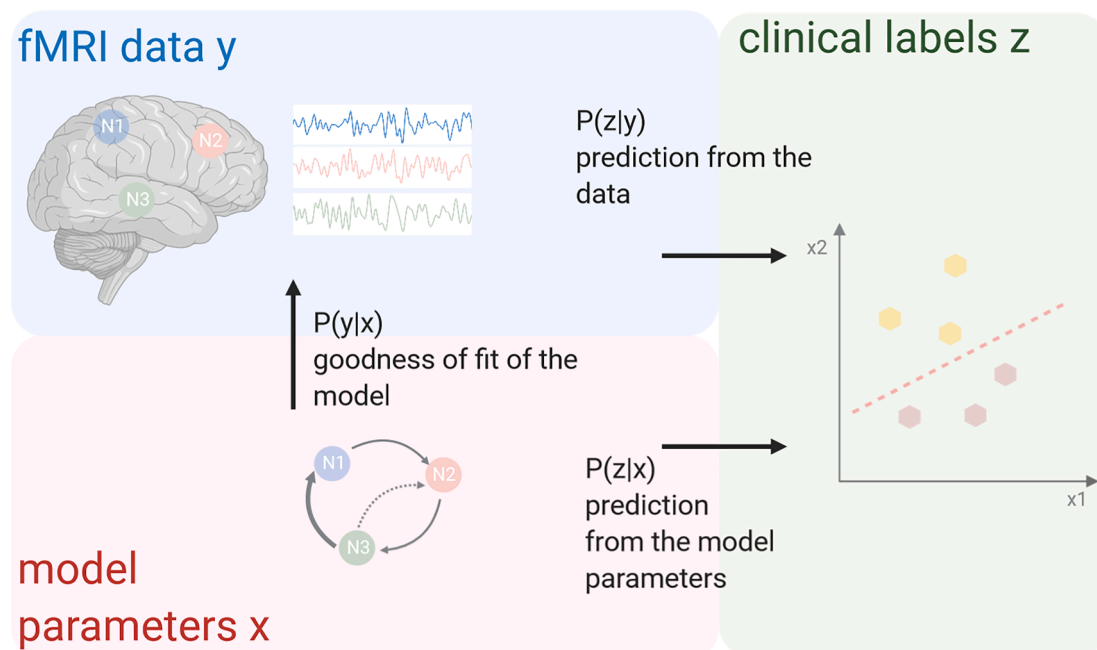 fMRI data y
clinical labels z
N1
N2
N3
P(z|y)
prediction from the
data
x2
P(y|x)
goodness of fit of the
model
N1
N2
N3
P(z|x)
prediction
from the model
parameters
x1
model
parameters x